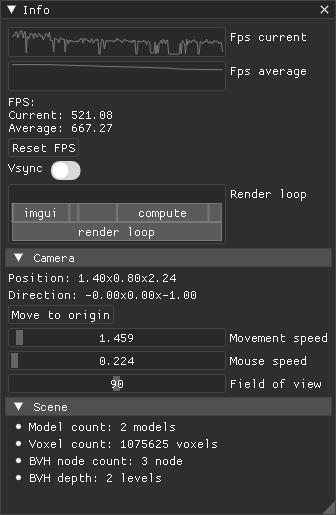 Info
Fps current
Fps average
FPS:
Current: 521.08
Average: 667.27
Reset FPS
Vsync
Render loop
imgui compute
render loop
Camera
Position: 1.40x0.80x2.24
Direction: -0.00x0.00x-1.00
Move to origin
1.459 Movement speed
0.224 Mouse speed
90 Field of view
Scene
Model count: 2 models
Voxel count: 1075625 voxels
BVH node count: 3 node
BVH depth: 2 levels